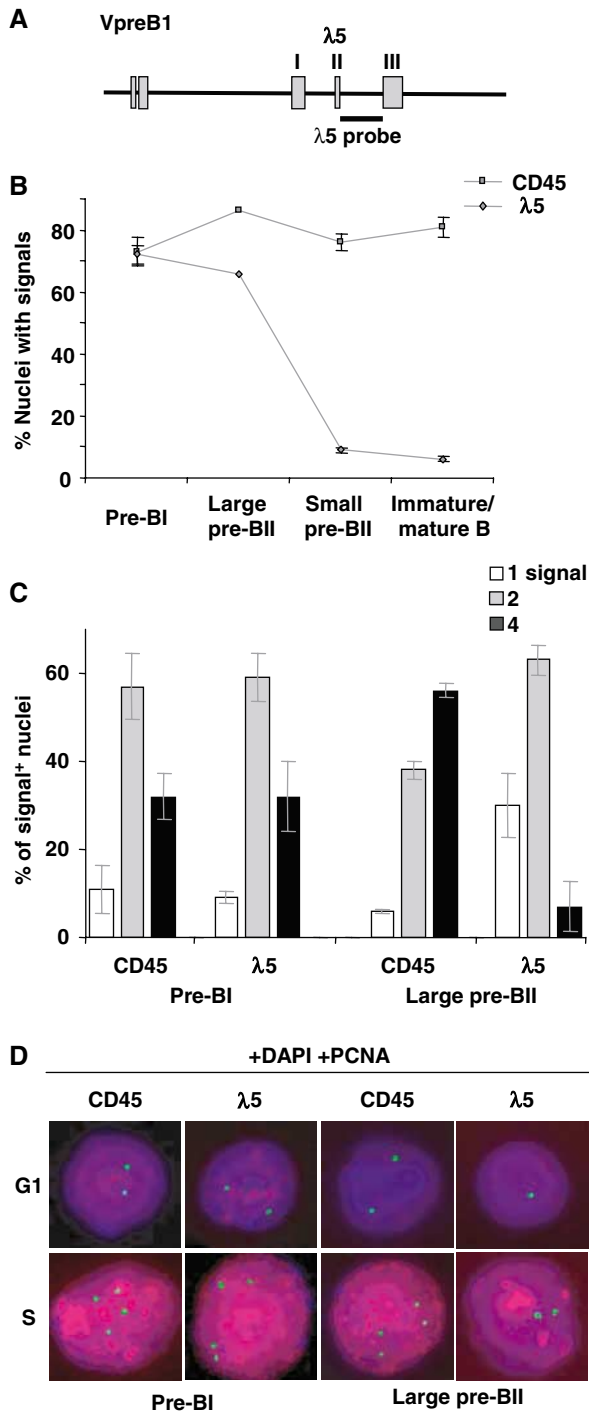 A
VpreB1
λ5
I II III
λ5 probe
B
CD45
λ5
% Nuclei with signals
80
60
40
20
0
Pre-BI
Large pre-BII
Small pre-BII
Immature/ mature B
C
1 signal
2
4
% of signal+ nuclei
60
40
20
0
CD45 λ5 CD45 λ5
Pre-BI Large pre-BII
D
+DAPI +PCNA
CD45 λ5 CD45 λ5
G1
S
Pre-BI Large pre-BII